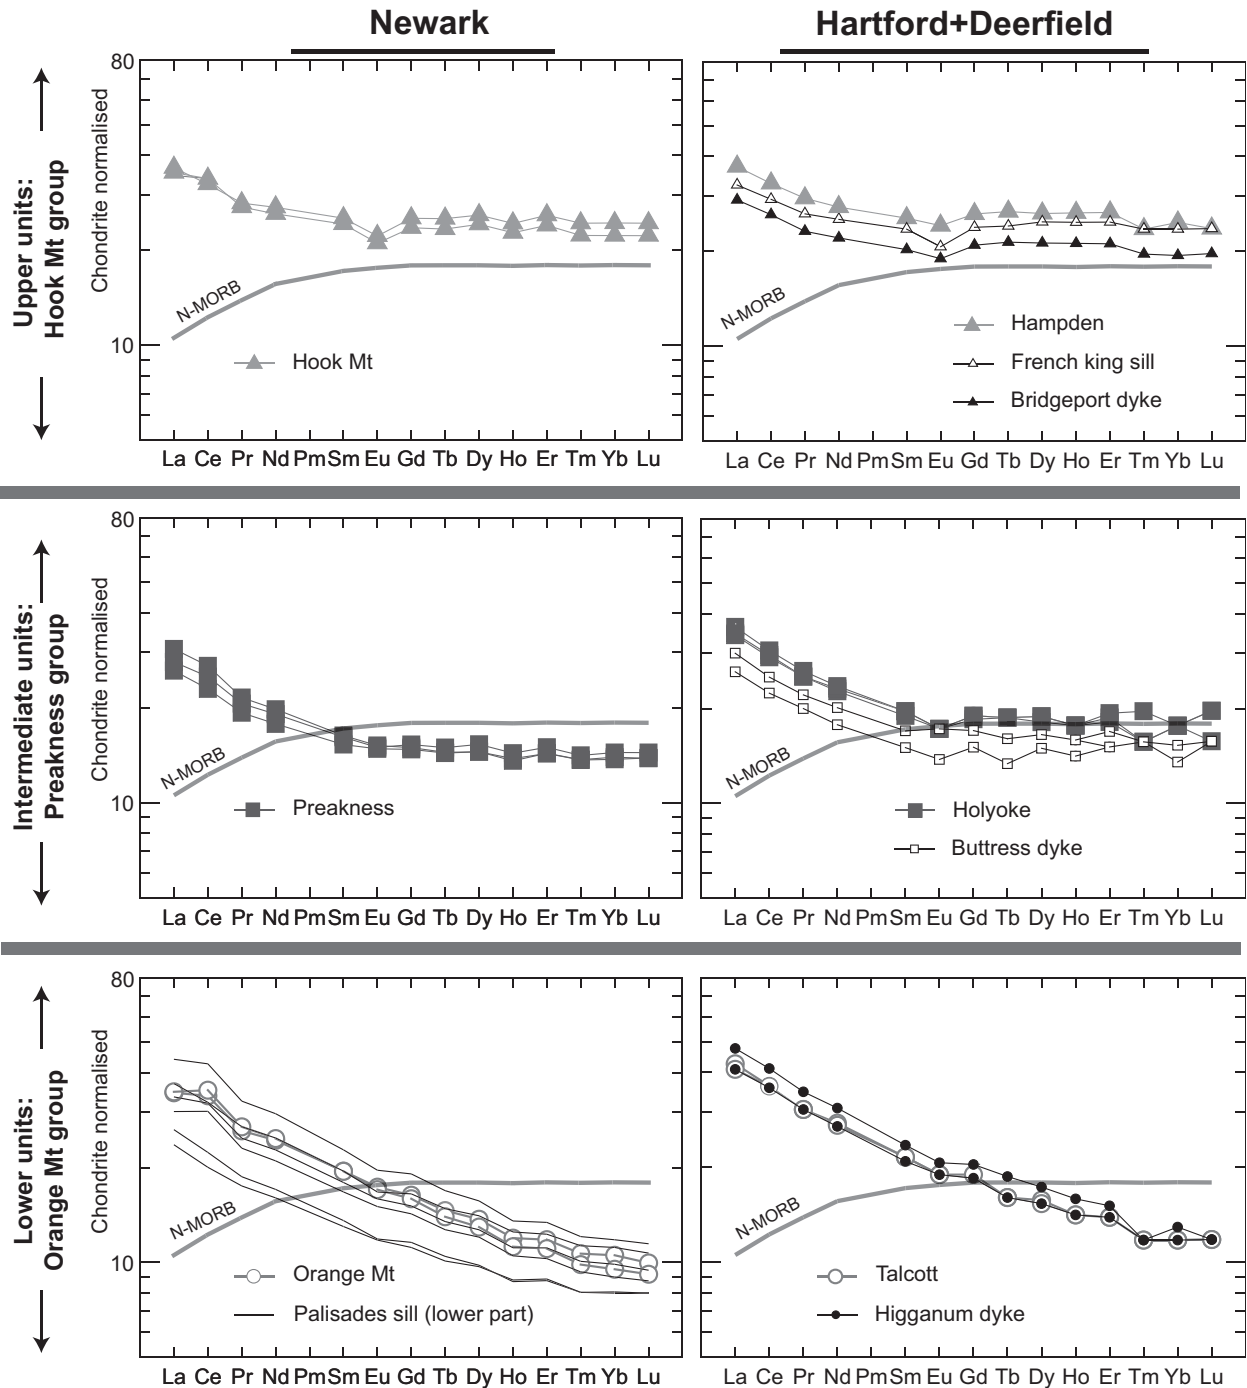 Newark
Hartford+Deerfield
Upper units:
Hook Mt group
Chondrite normalised
80
10
N-MORB
Hook Mt
La Ce Pr Nd Pm Sm Eu Gd Tb Dy Ho Er Tm Yb Lu
N-MORB
Hampden
French king sill
Bridgeport dyke
La Ce Pr Nd Pm Sm Eu Gd Tb Dy Ho Er Tm Yb Lu
Intermediate units:
Preakness group
Chondrite normalised
80
10
N-MORB
Preakness
La Ce Pr Nd Pm Sm Eu Gd Tb Dy Ho Er Tm Yb Lu
N-MORB
Holyoke
Buttress dyke
La Ce Pr Nd Pm Sm Eu Gd Tb Dy Ho Er Tm Yb Lu
Lower units:
Orange Mt group
Chondrite normalised
80
10
N-MORB
Orange Mt
Palisades sill (lower part)
La Ce Pr Nd Pm Sm Eu Gd Tb Dy Ho Er Tm Yb Lu
N-MORB
Talcott
Higganum dyke
La Ce Pr Nd Pm Sm Eu Gd Tb Dy Ho Er Tm Yb Lu